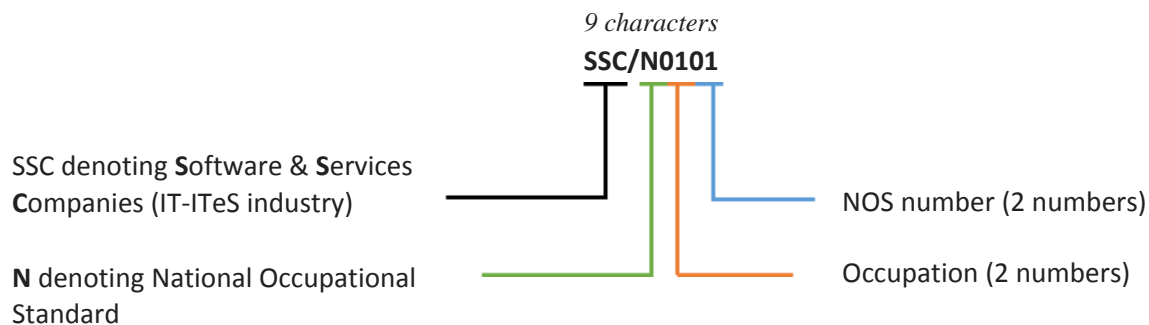 9 characters
SSC/N0101
SSC denoting Software & Services
Companies (IT-ITeS industry)
NOS number (2 numbers)
N denoting National Occupational
Standard
Occupation (2 numbers)